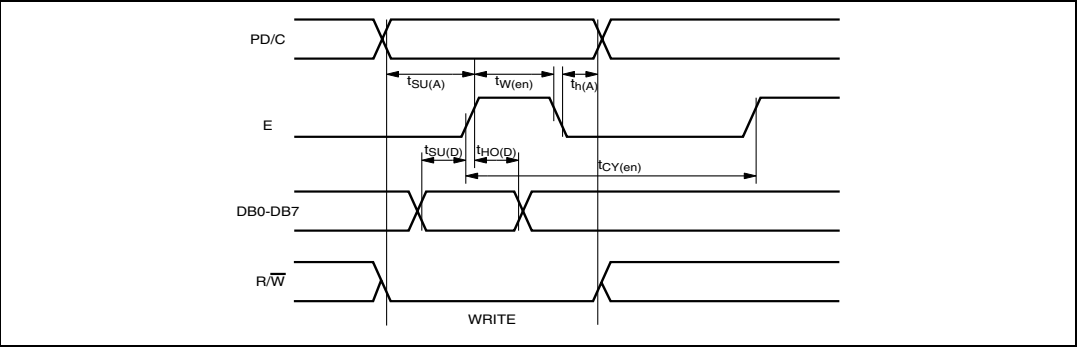 PD/C
tSU(A) tW(en) th(A)
E
tSU(D) tHO(D)
tCY(en)
DB0-DB7
R/W̅
WRITE